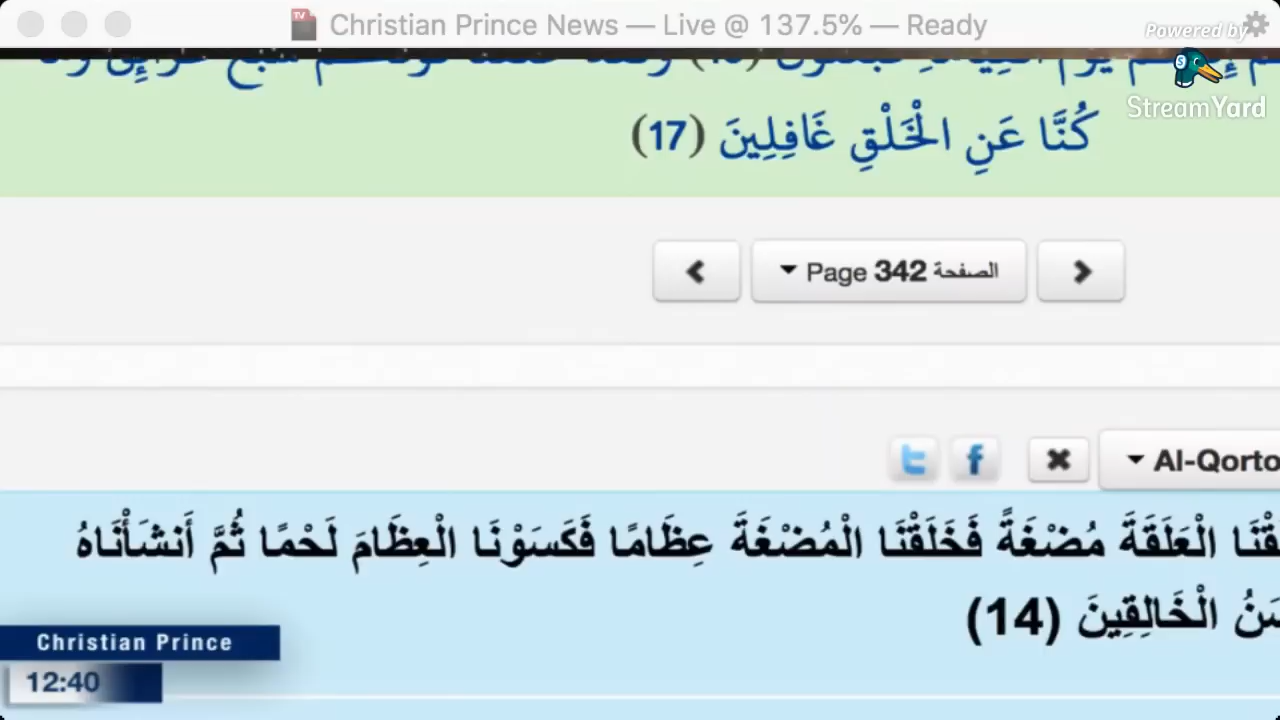 Christian Prince News — Live @ 137.5% — Ready
Powered by
StreamYard
كُنَّا عَنِ الْخَلْقِ غَافِلِينَ (17)
Page 342 الصفحة
Al-Qorto
الْعَلَقَةَ مُضْغَةً فَخَلَقْنَا الْمُضْغَةَ عِظَامًا فَكَسَوْنَا الْعِظَامَ لَحْمًا ثُمَّ أَنشَأْنَاهُ
الْخَالِقِينَ (14)
Christian Prince
12:40